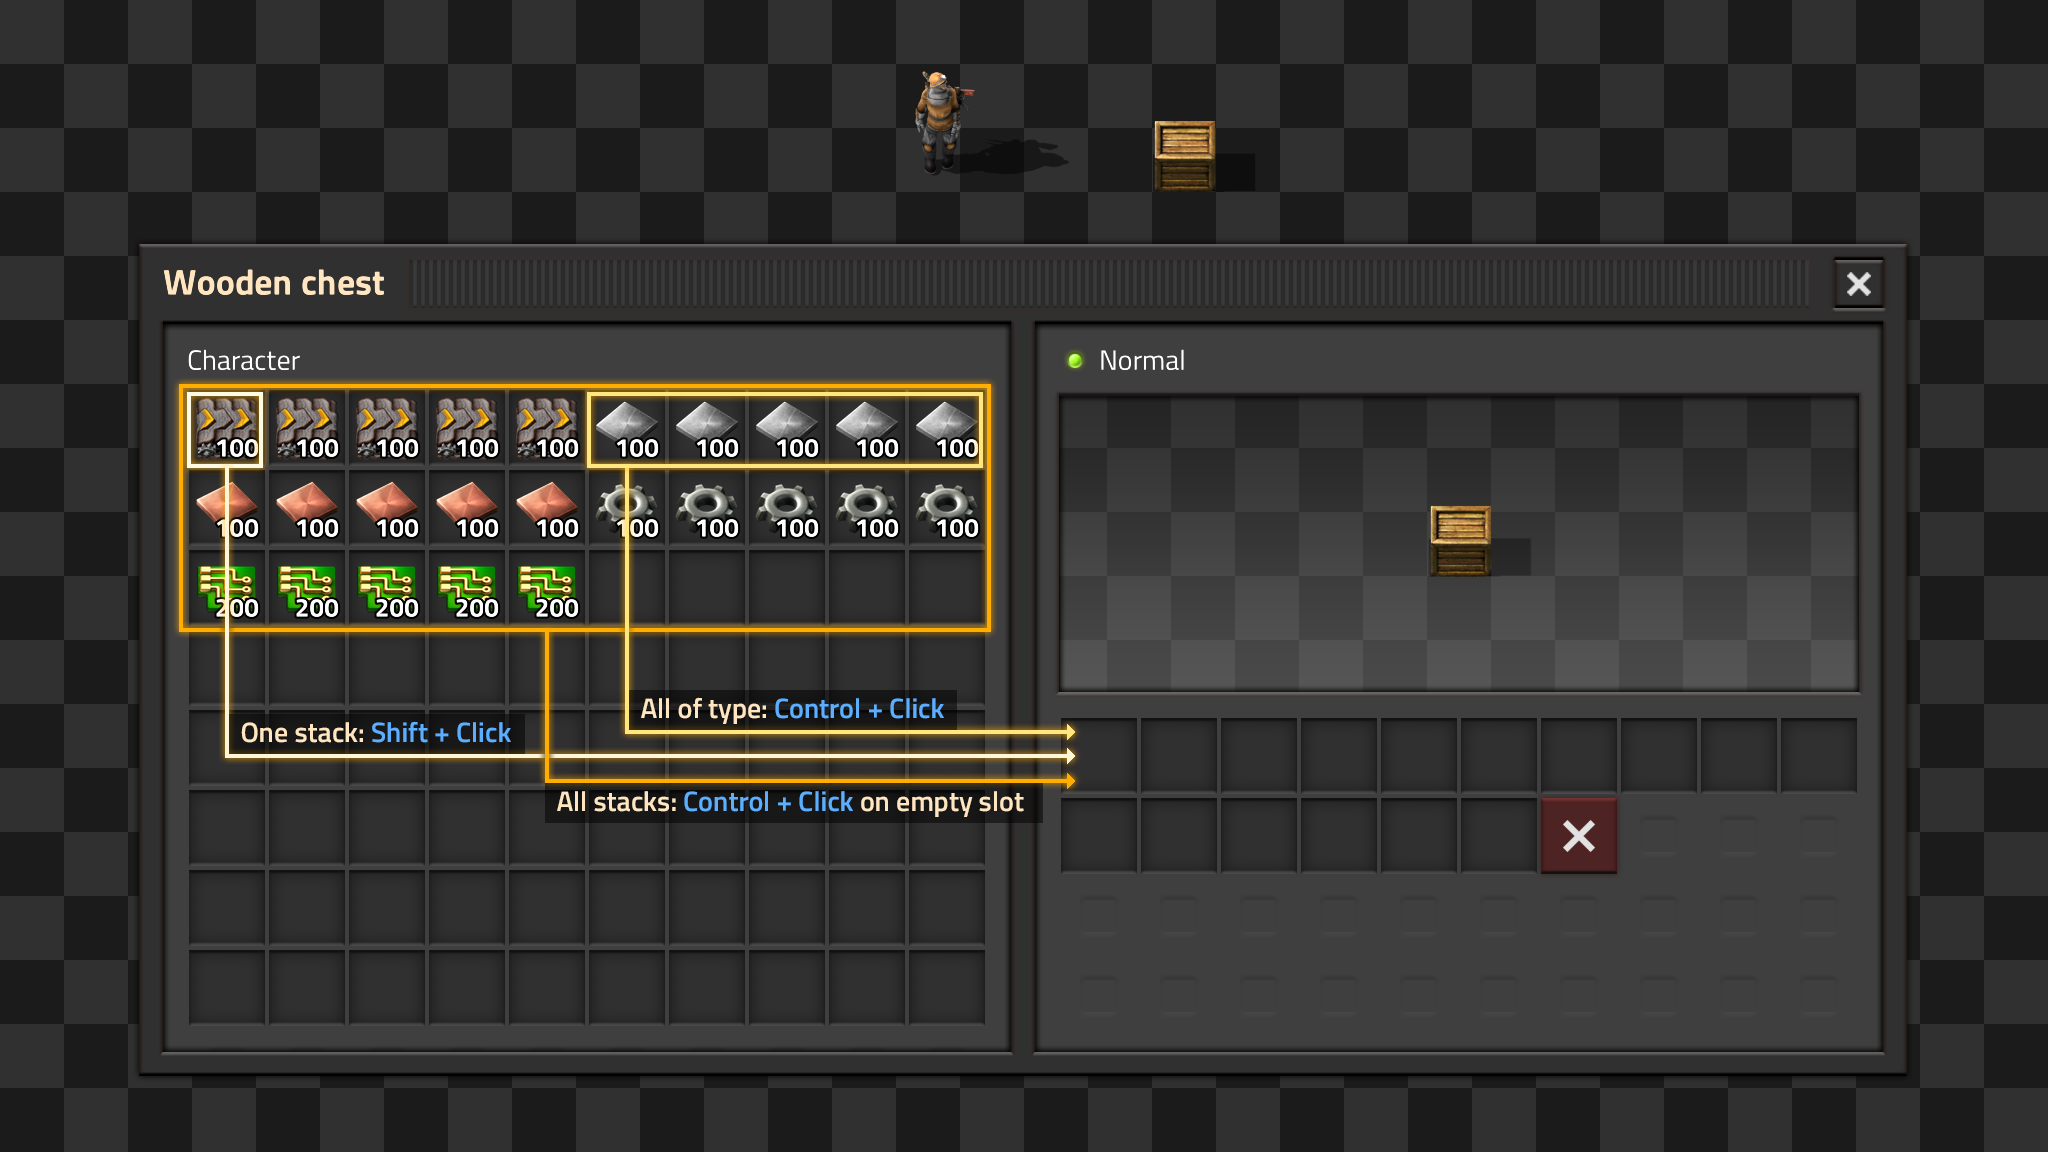 Wooden chest
Character
Normal
100 100 100 100 100 100 100 100 100 100
100 100 100 100 100 100 100 100 100 100
200 200 200 200 200
All of type: Control + Click
One stack: Shift + Click
All stacks: Control + Click on empty slot